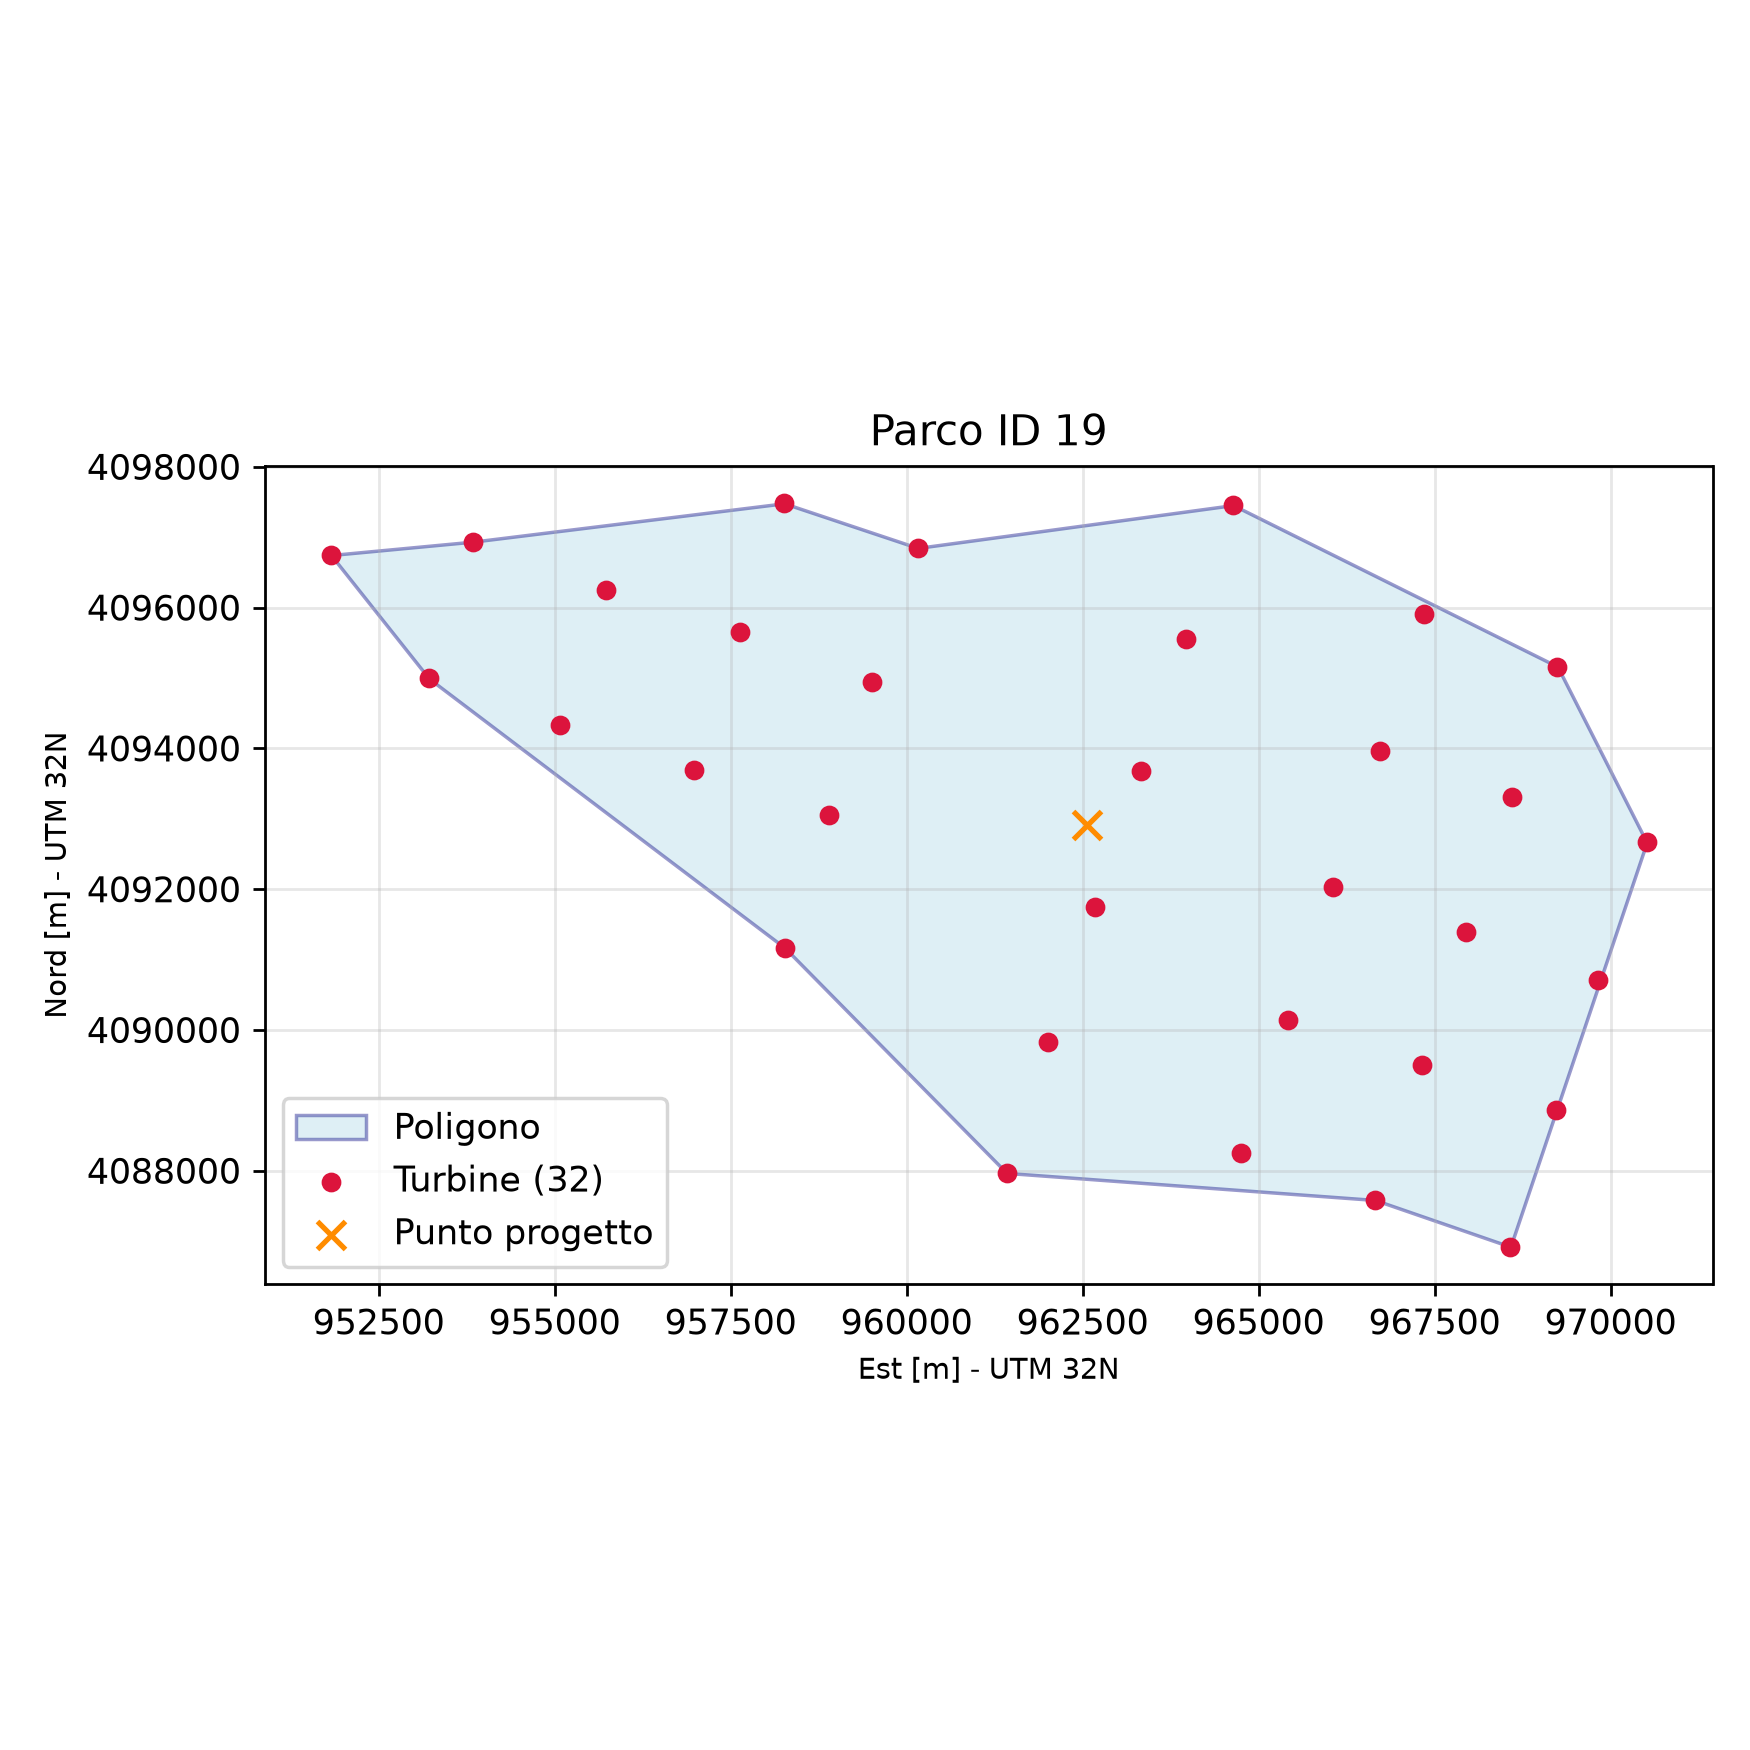 Parco ID 19
4098000
4096000
4094000
4092000
4090000
4088000
Nord [m] - UTM 32N
Poligono
Turbine (32)
Punto progetto
952500 955000 957500 960000 962500 965000 967500 970000
Est [m] - UTM 32N